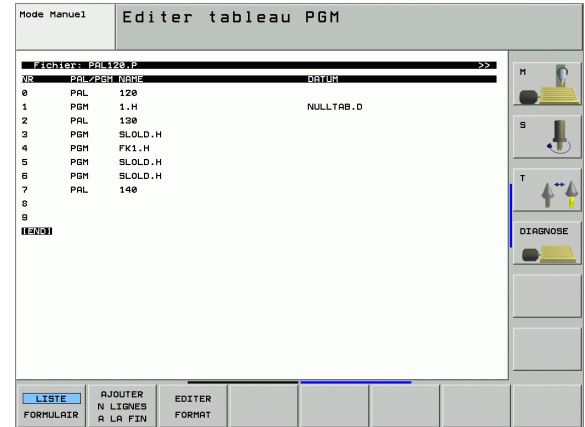 Mode Manuel
Editer tableau PGM
Fichier: PAL120.P >>
NR PAL/PGM NAME DATUM
0 PAL 120
1 PGM 1.H NULLTAB.D
2 PAL 130
3 PGM SLOLD.H
4 PGM FK1.H
5 PGM SLOLD.H
6 PGM SLOLD.H
7 PAL 140
8
9
[END]
M
S
T
DIAGNOSE
LISTE
FORMULAIR
AJOUTER
N LIGNES
A LA FIN
EDITER
FORMAT